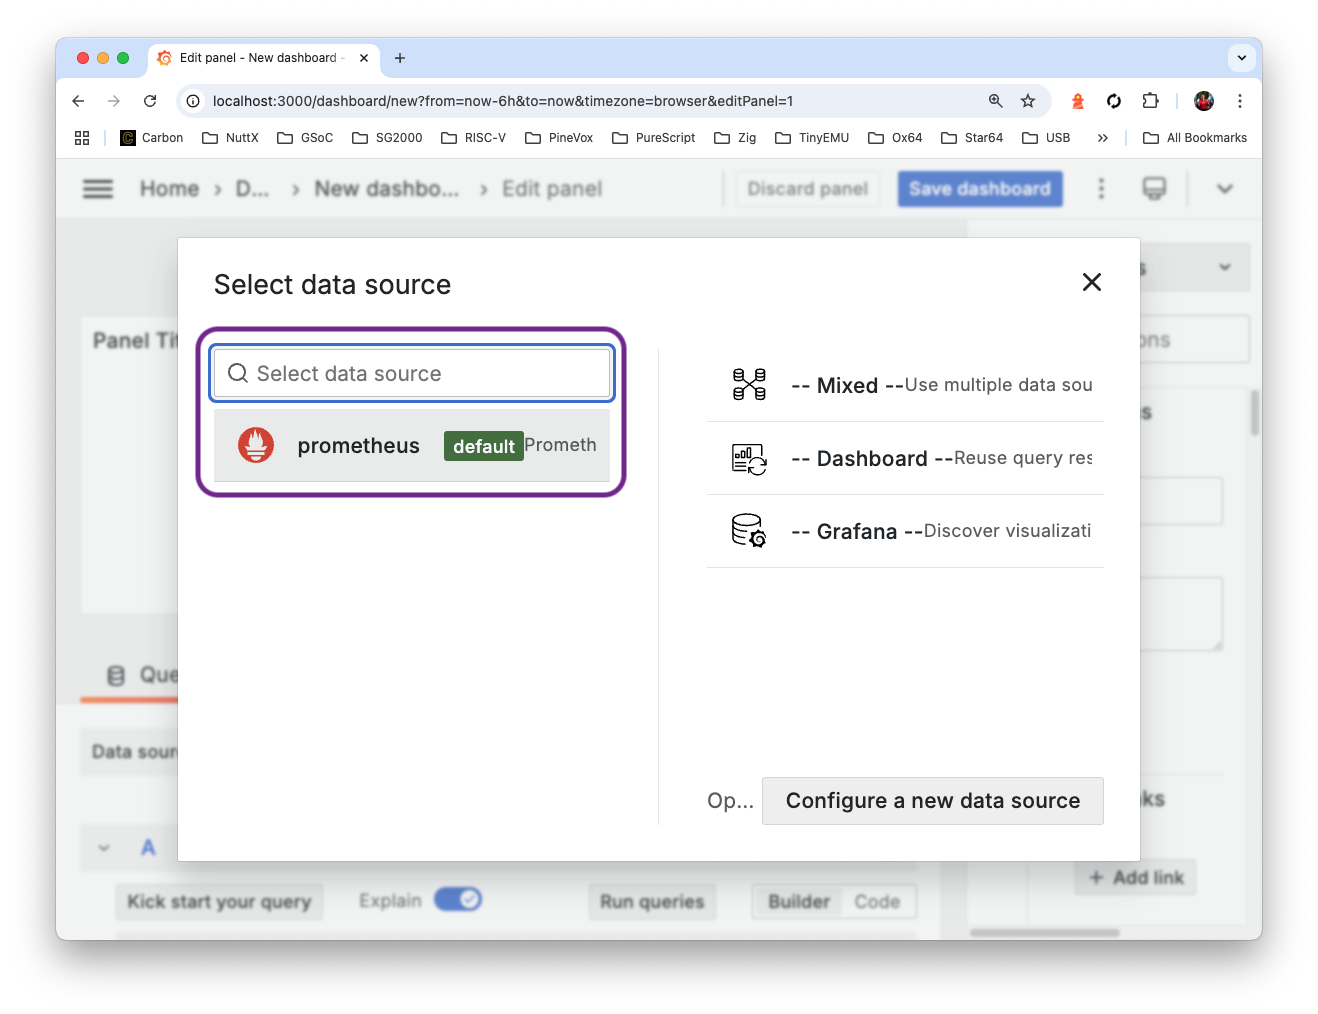 Edit panel - New dashboard -
localhost:3000/dashboard/new?from=now-6h&to=now&timezone=browser&editPanel=1
Carbon NuttX GSoC SG2000 RISC-V PineVox PureScript Zig TinyEMU Ox64 Star64 USB » All Bookmarks
Home › D... › New dashbo... › Edit panel Discard panel Save dashboard
Select data source
Panel Tit
Select data source
prometheus default Prometh
-- Mixed -- Use multiple data sou
-- Dashboard -- Reuse query res
-- Grafana -- Discover visualizati
Que
Data sour
Op... Configure a new data source
A
+ Add link
Kick start your query Explain Run queries Builder Code